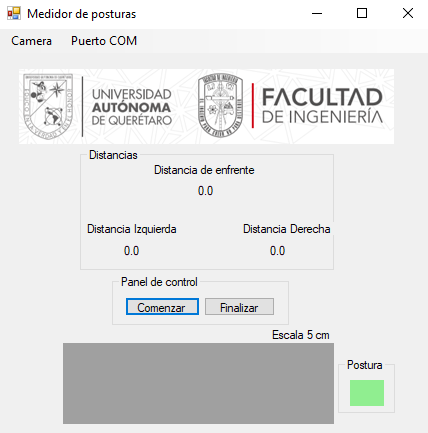 Medidor de posturas
Camera Puerto COM
UNIVERSIDAD
AUTÓNOMA
DE QUERÉTARO
FACULTAD
DE INGENIERÍA
Distancias
Distancia de enfrente
0.0
Distancia Izquierda Distancia Derecha
0.0 0.0
Panel de control
Comenzar Finalizar
Escala 5 cm
Postura